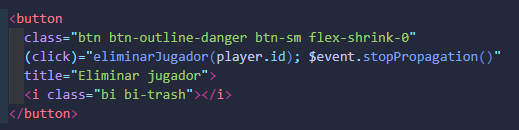 <button
class="btn btn-outline-danger btn-sm flex-shrink-0"
(click)="eliminarJugador(player.id); $event.stopPropagation()"
title="Eliminar jugador">
<i class="bi bi-trash"></i>
</button>